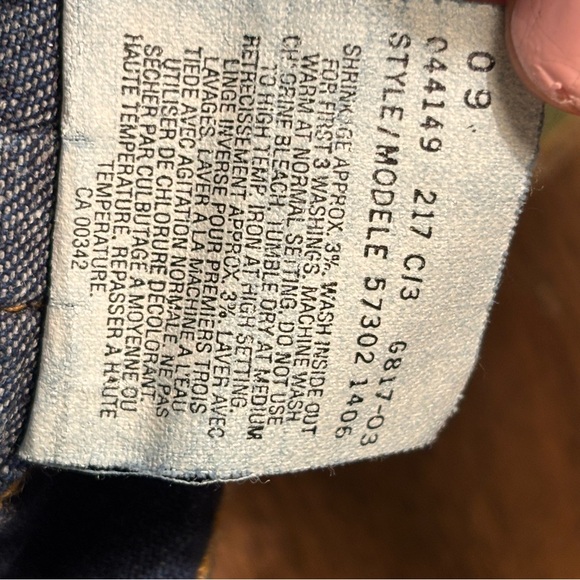 09
044149 217 C/3 6817-03
STYLE/MODELE 57302 1406
SHRINKAGE APPROX. 3%. WASH INSIDE OUT
FOR FIRST 3 WASHINGS. MACHINE WASH
WARM AT NORMAL SETTING. DO NOT USE
CHLORINE BLEACH. TUMBLE DRY AT MEDIUM
TO HIGH TEMP. IRON AT HIGH SETTING.
RETRECISSEMENT APPROX. 3%. LAVER AVEC
LINGE INVERSE POUR PREMIERS TROIS
LAVAGES. LAVER A LA MACHINE A L'EAU
TIEDE AVEC AGITATION NORMALE. NE PAS
UTILISER DE CHLORURE DECOLORANT.
SECHER PAR CULBUTAGE A MOYENNE OU
HAUTE TEMPERATURE. REPASSER A HAUTE
TEMPERATURE.
CA 00342